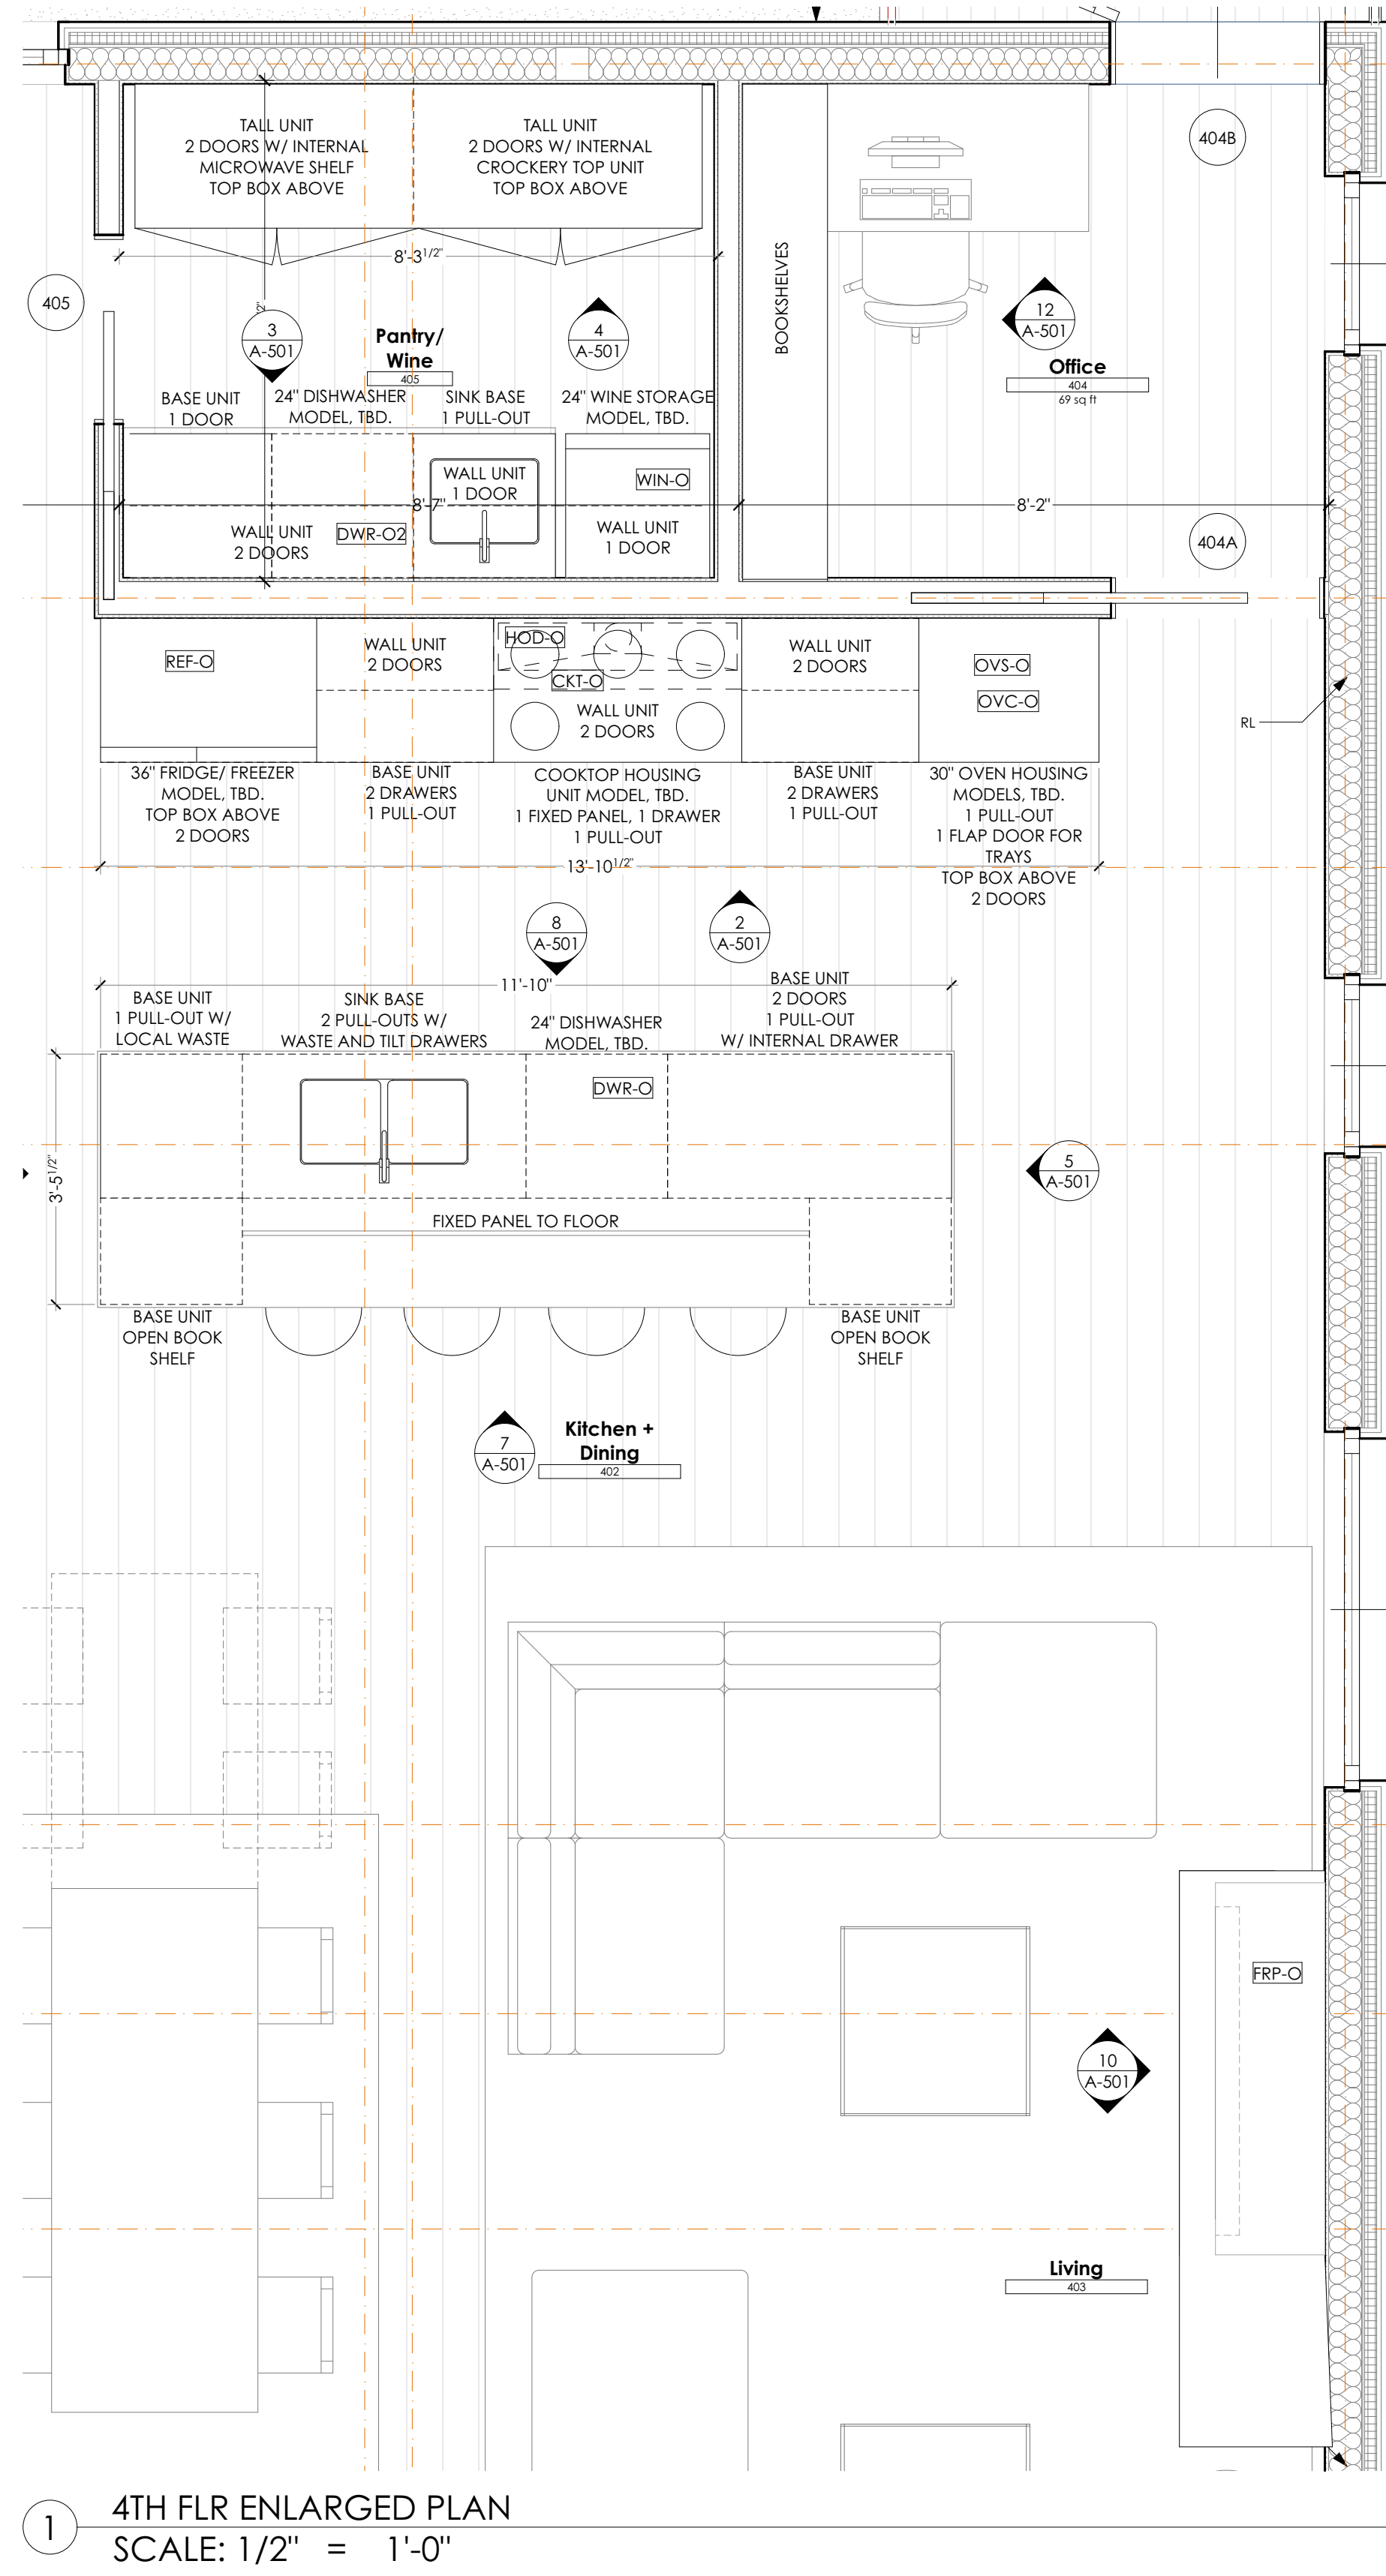 TALL UNIT
2 DOORS W/ INTERNAL
MICROWAVE SHELF
TOP BOX ABOVE
TALL UNIT
2 DOORS W/ INTERNAL
CROCKERY TOP UNIT
TOP BOX ABOVE
404B
8'-3 1/2"
BOOKSHELVES
405
3
A-501
Pantry/
Wine
405
4
A-501
12
A-501
Office
404
69 sq ft
BASE UNIT
1 DOOR
24" DISHWASHER
MODEL, TBD.
SINK BASE
1 PULL-OUT
24" WINE STORAGE
MODEL, TBD.
WALL UNIT
1 DOOR
WIN-O
8'-7"
8'-2"
WALL UNIT
2 DOORS
DWR-O2
WALL UNIT
1 DOOR
404A
REF-O
WALL UNIT
2 DOORS
HOD-O
CKT-O
WALL UNIT
2 DOORS
WALL UNIT
2 DOORS
OVS-O
OVC-O
RL
36" FRIDGE/ FREEZER
MODEL, TBD.
TOP BOX ABOVE
2 DOORS
BASE UNIT
2 DRAWERS
1 PULL-OUT
COOKTOP HOUSING
UNIT MODEL, TBD.
1 FIXED PANEL, 1 DRAWER
1 PULL-OUT
BASE UNIT
2 DRAWERS
1 PULL-OUT
30" OVEN HOUSING
MODELS, TBD.
1 PULL-OUT
1 FLAP DOOR FOR
TRAYS
TOP BOX ABOVE
2 DOORS
13'-10 1/2"
8
A-501
2
A-501
11'-10"
BASE UNIT
1 PULL-OUT W/
LOCAL WASTE
SINK BASE
2 PULL-OUTS W/
WASTE AND TILT DRAWERS
24" DISHWASHER
MODEL, TBD.
BASE UNIT
2 DOORS
1 PULL-OUT
W/ INTERNAL DRAWER
DWR-O
3'-5 1/2"
5
A-501
FIXED PANEL TO FLOOR
BASE UNIT
OPEN BOOK
SHELF
BASE UNIT
OPEN BOOK
SHELF
7
A-501
Kitchen +
Dining
402
FRP-O
10
A-501
Living
403
1
4TH FLR ENLARGED PLAN
SCALE: 1/2" = 1'-0"